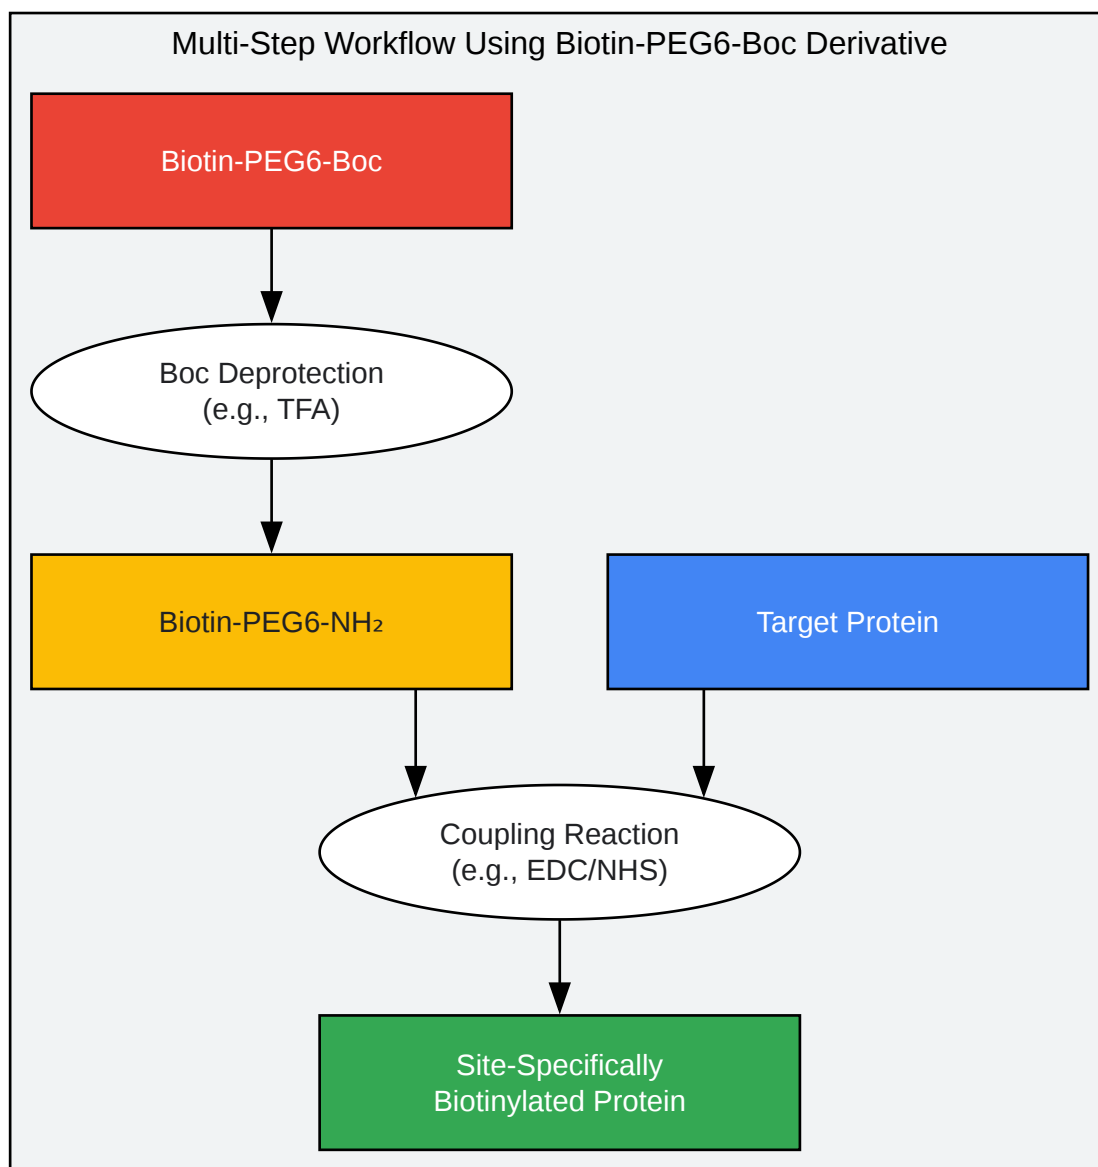 Multi-Step Workflow Using Biotin-PEG6-Boc Derivative
Biotin-PEG6-Boc
Boc Deprotection
(e.g., TFA)
Biotin-PEG6-NH₂
Target Protein
Coupling Reaction
(e.g., EDC/NHS)
Site-Specifically
Biotinylated Protein